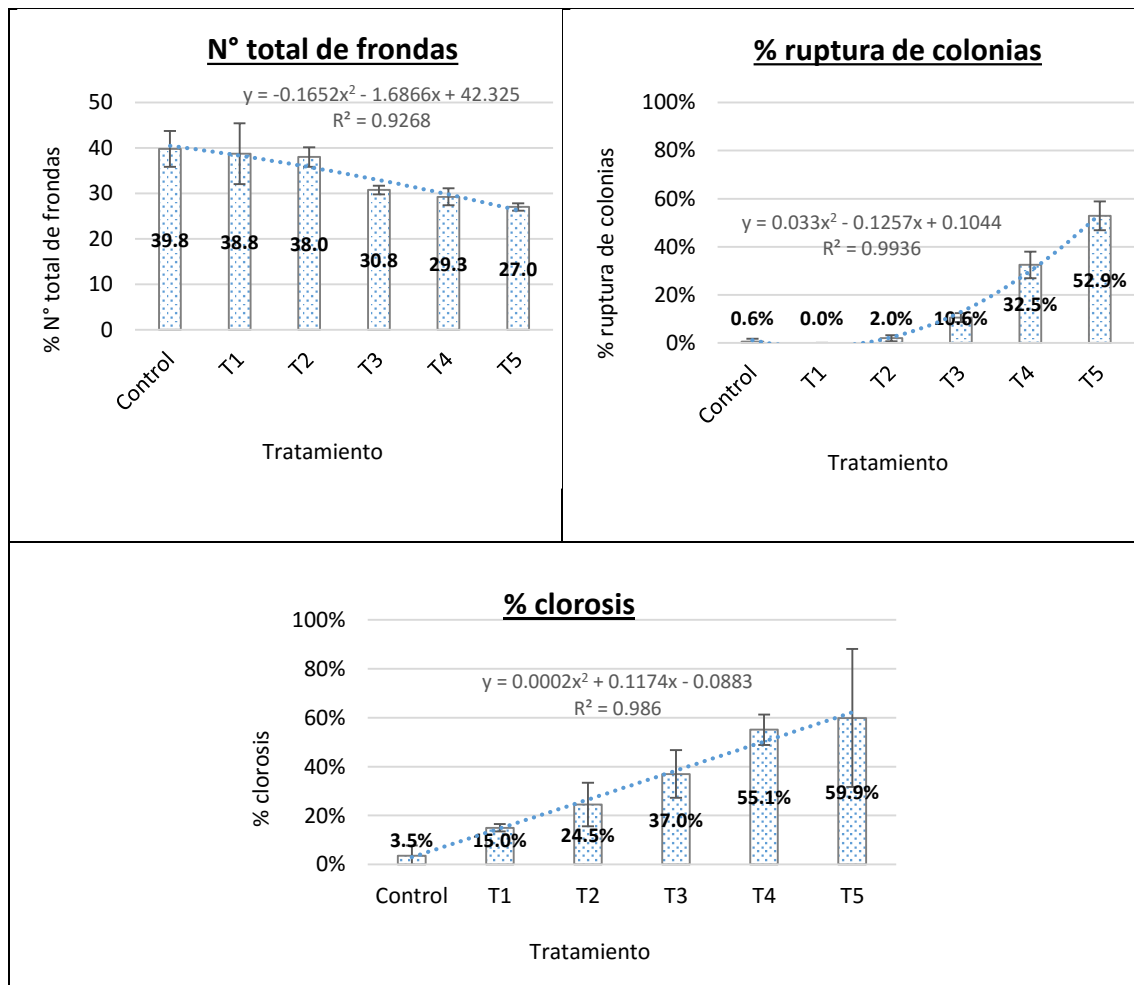 N° total de frondas
y = -0.1652x² - 1.6866x + 42.325
R² = 0.9268
50
40
30
20
10
0
% N° total de frondas
39.8 38.8 38.0 30.8 29.3 27.0
Control T1 T2 T3 T4 T5
Tratamiento
% ruptura de colonias
100%
80%
60%
40%
20%
0%
% ruptura de colonias
y = 0.033x² - 0.1257x + 0.1044
R² = 0.9936
0.6% 0.0% 2.0% 10.6% 32.5% 52.9%
Control T1 T2 T3 T4 T5
Tratamiento
% clorosis
100%
80%
60%
40%
20%
0%
% clorosis
y = 0.0002x² + 0.1174x - 0.0883
R² = 0.986
3.5% 15.0% 24.5% 37.0% 55.1% 59.9%
Control T1 T2 T3 T4 T5
Tratamiento